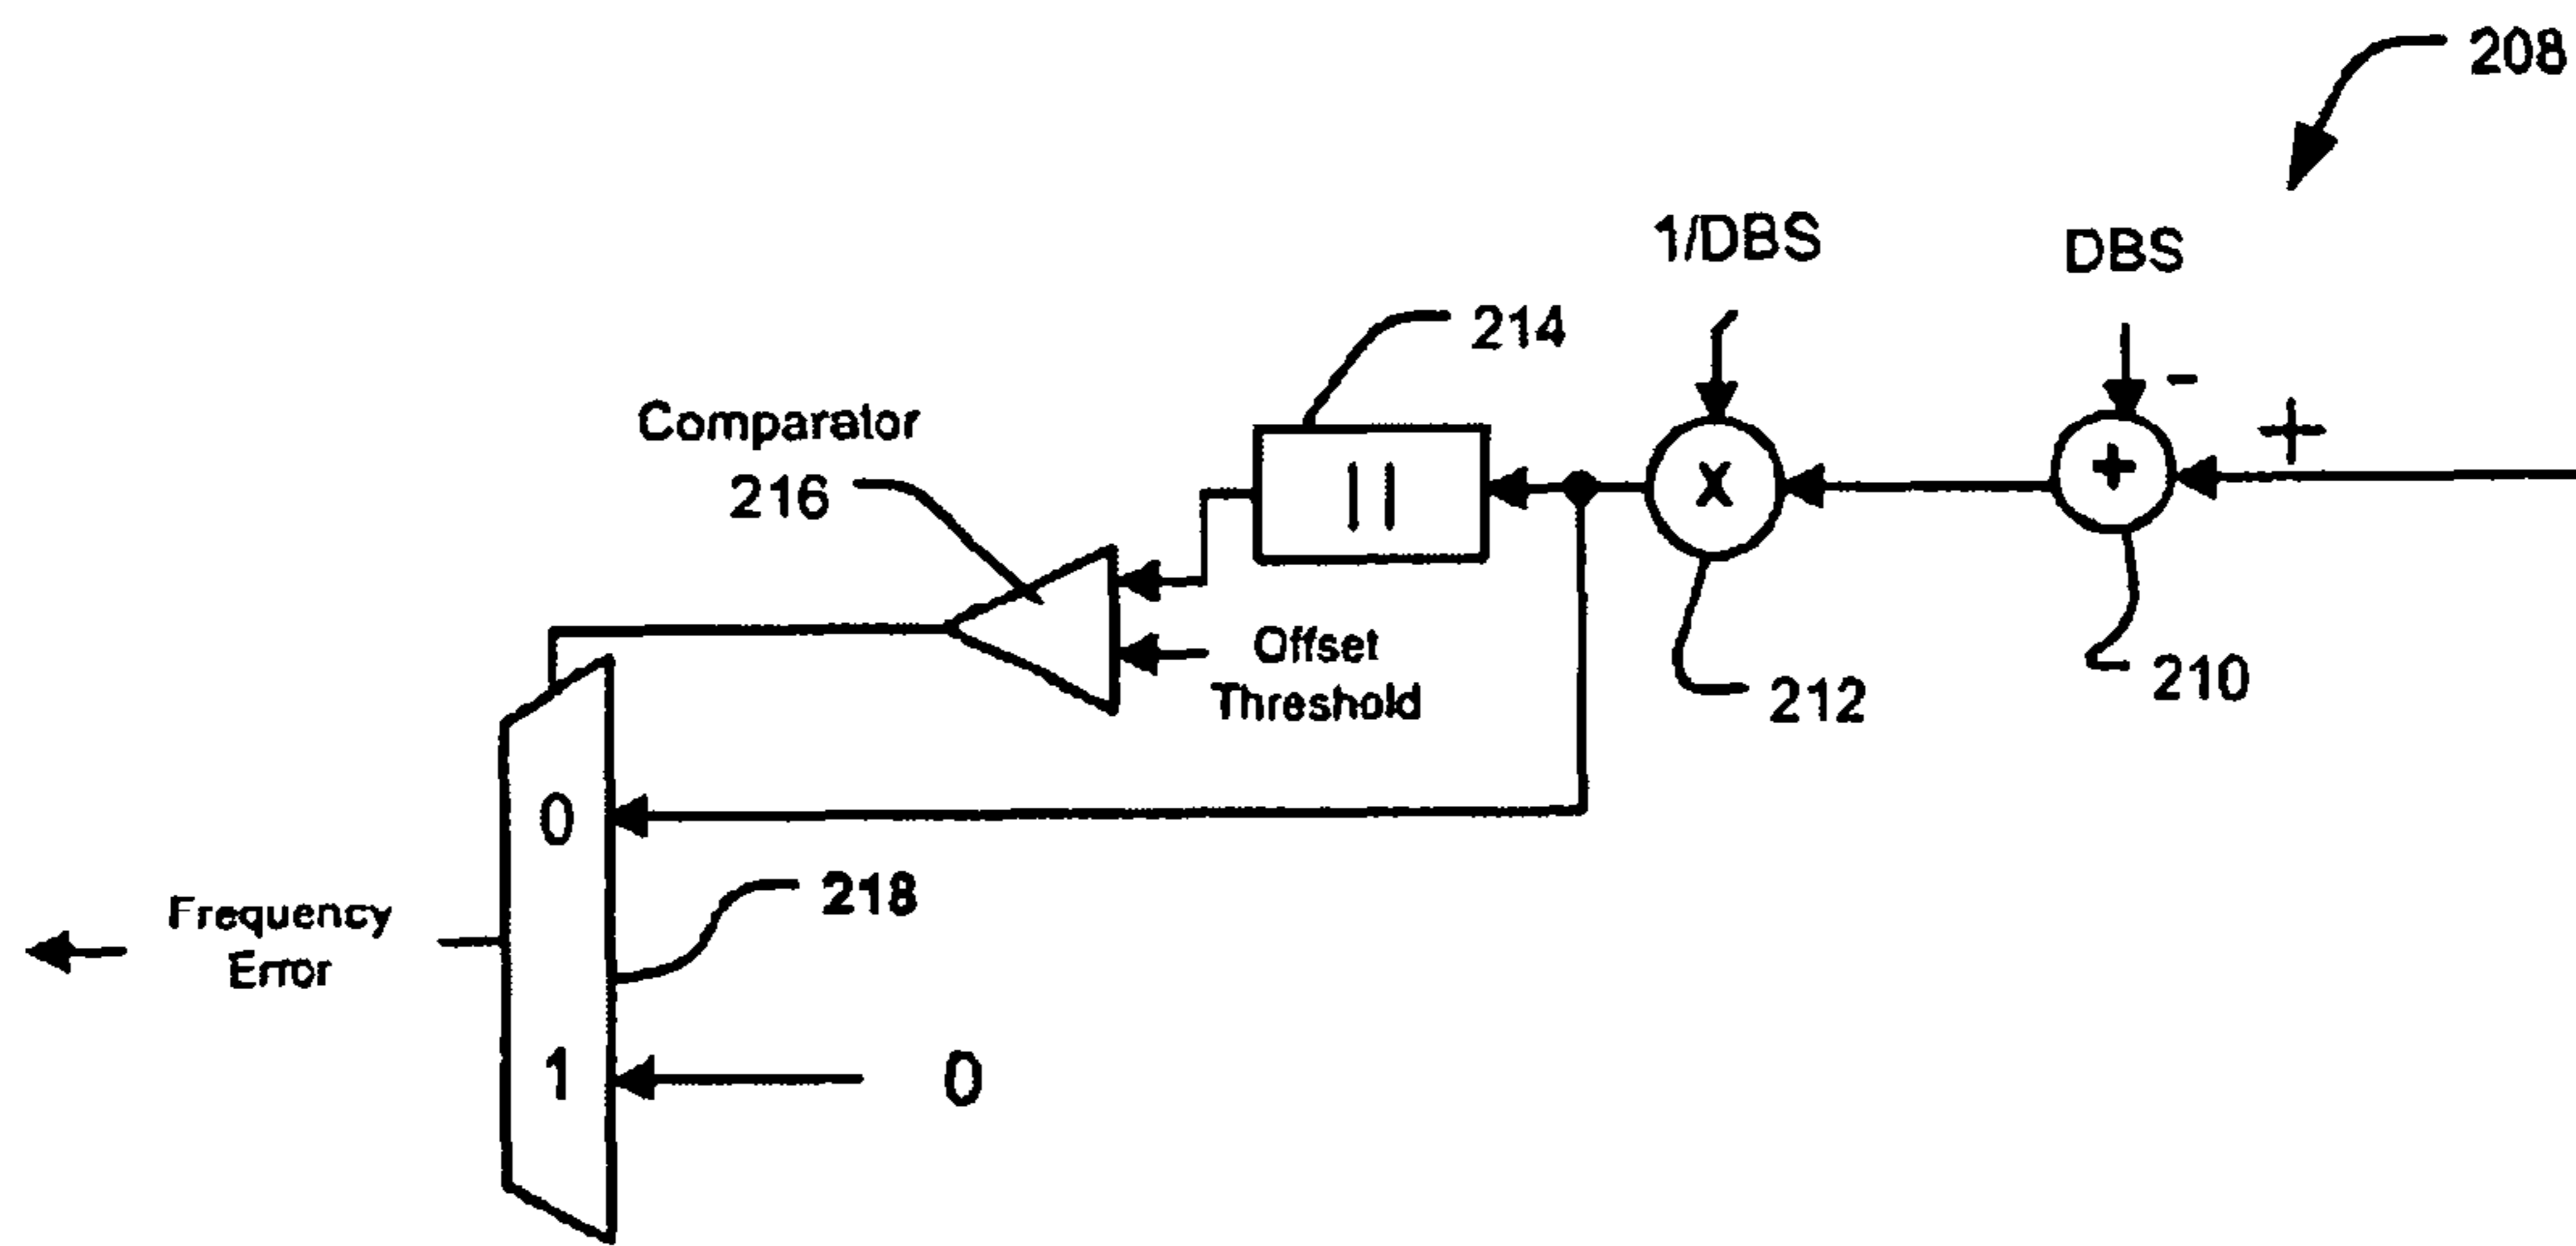 208
1/DBS
DBS
214
-
+
Comparator
216
| |
X
+
Offset
Threshold
212
210
0
218
Frequency
Error
1
0